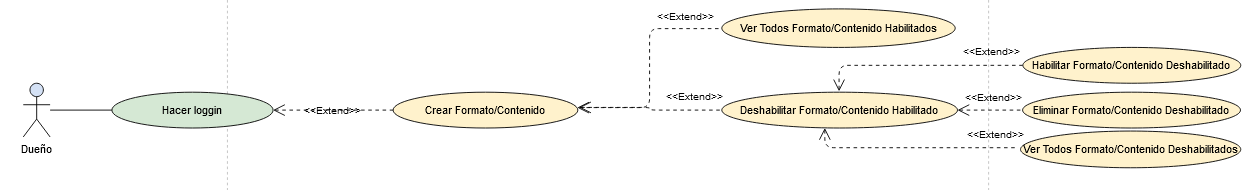 <<Extend>>
Ver Todos Formato/Contenido Habilitados
<<Extend>>
Habilitar Formato/Contenido Deshabilitado
Hacer loggin
<<Extend>>
Crear Formato/Contenido
<<Extend>>
Deshabilitar Formato/Contenido Habilitado
<<Extend>>
Eliminar Formato/Contenido Deshabilitado
<<Extend>>
Ver Todos Formato/Contenido Deshabilitados
Dueño